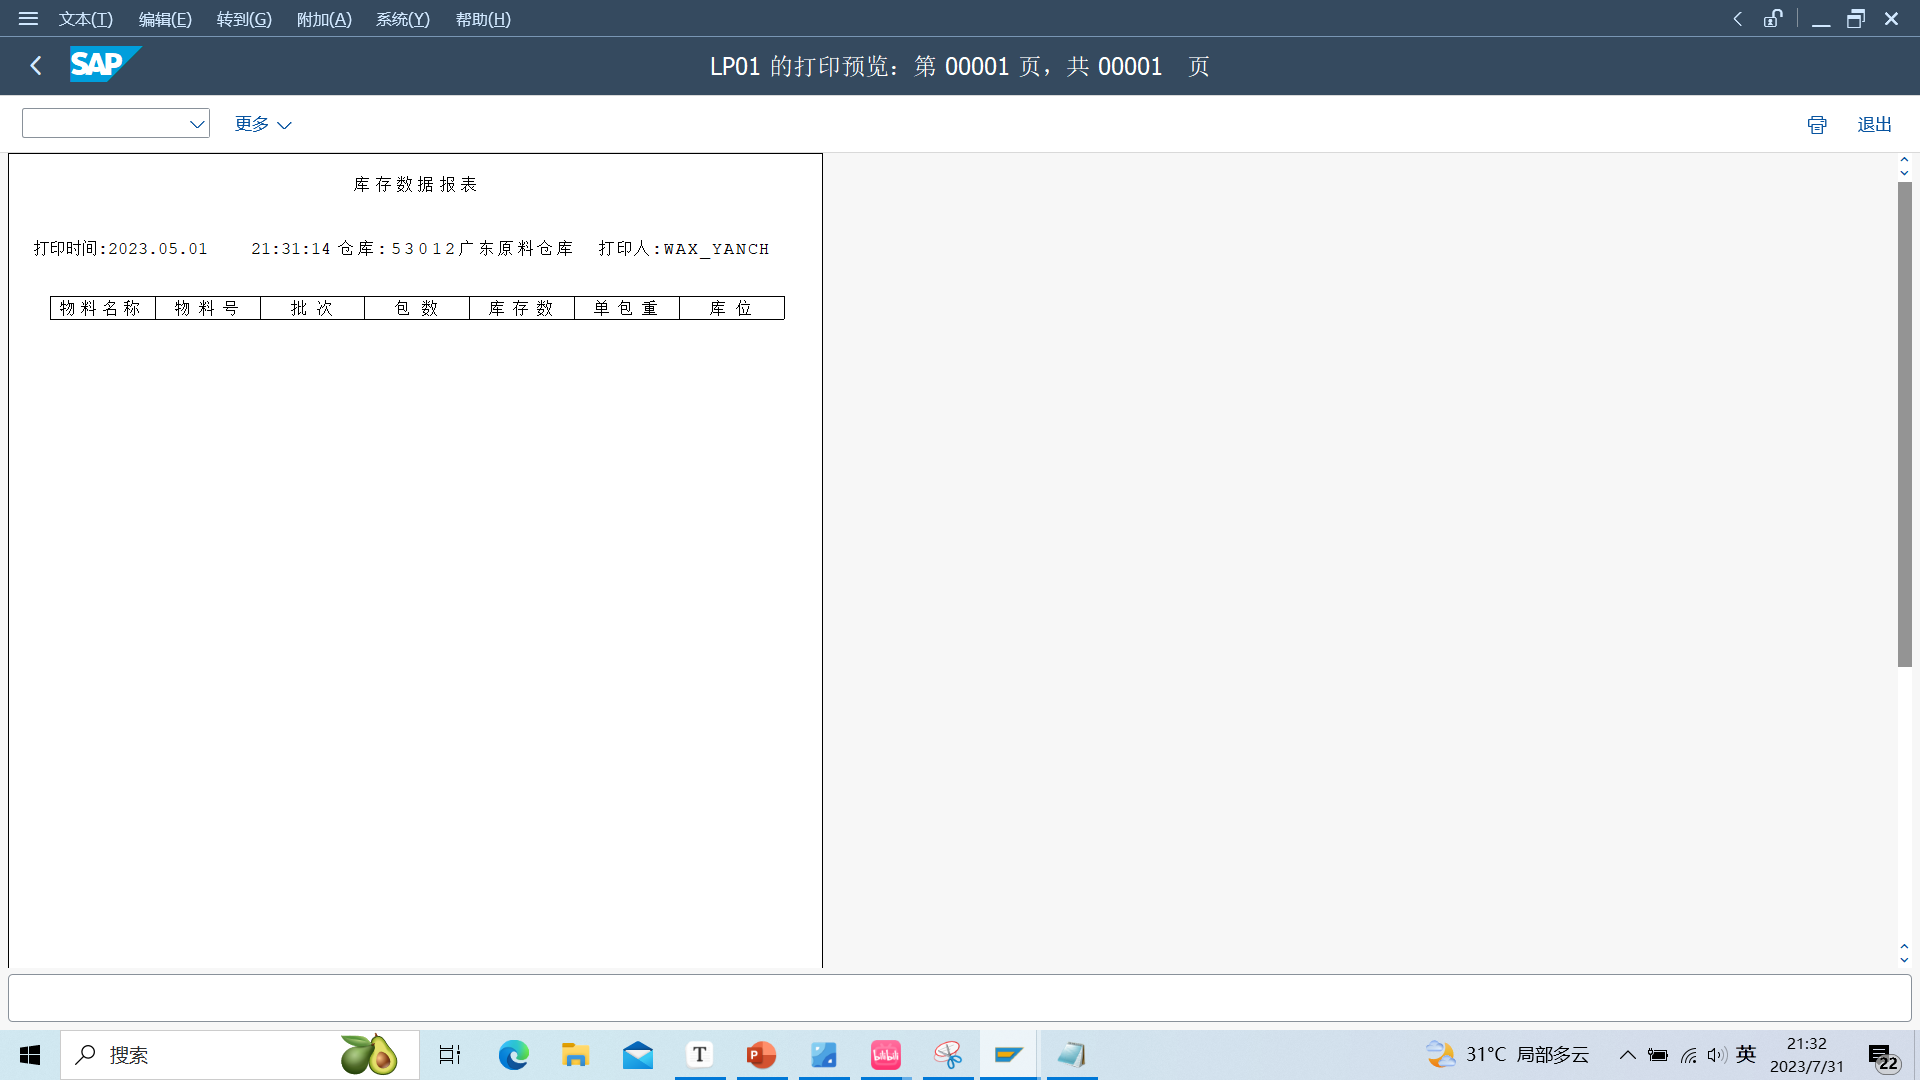 文本(T) 编辑(E) 转到(G) 附加(A) 系统(Y) 帮助(H)
SAP LP01 的打印预览：第 00001 页，共 00001 页
更多 退出
库存数据报表
打印时间:2023.05.01 21:31:14 仓库:53012广东原料仓库 打印人:WAX_YANCH
物料名称 物料号 批次 包数 库存数 单包重 库位
搜索 T P bilibili 31°C 局部多云 英 21:32
2023/7/31 22